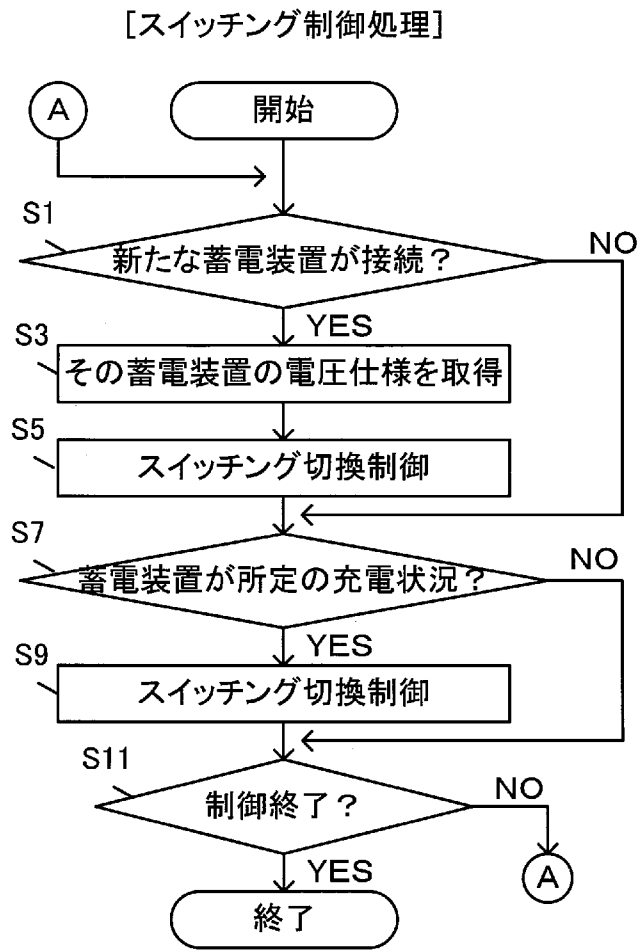 [スイッチング制御処理]
A
開始
S1
新たな蓄電装置が接続?
NO
YES
S3
その蓄電装置の電圧仕様を取得
S5
スイッチング切換制御
S7
蓄電装置が所定の充電状況?
NO
YES
S9
スイッチング切換制御
S11
制御終了?
NO
YES
A
終了